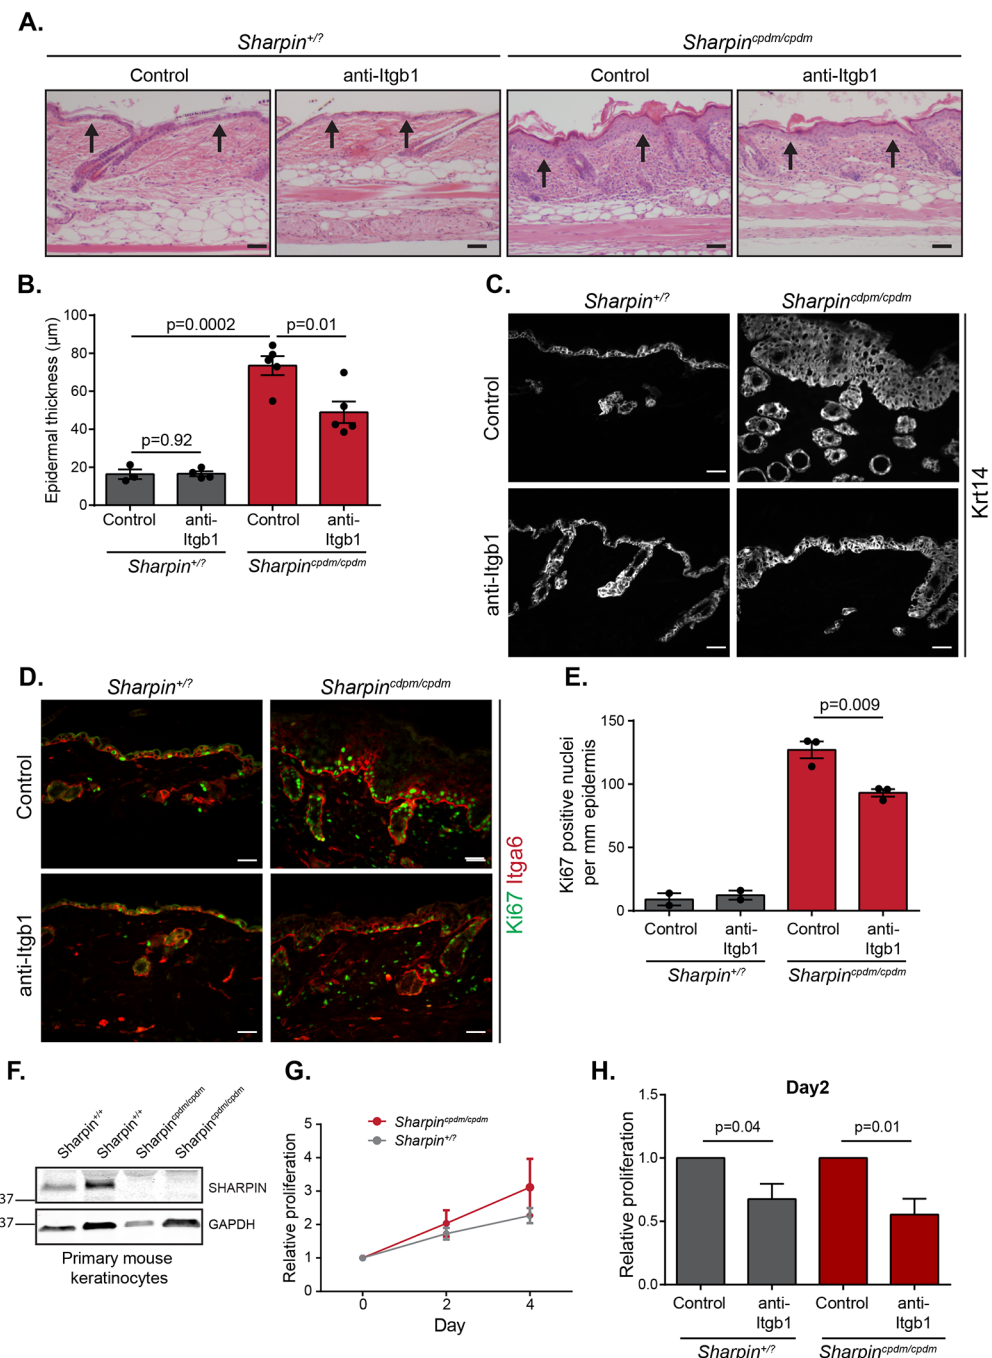 A.
Sharpin+/?
Sharpincpdm/cpdm
Control
anti-Itgb1
Control
anti-Itgb1
B.
Epidermal thickness (µm)
100
80
60
40
20
0
p=0.0002
p=0.01
p=0.92
Control
anti-
Itgb1
Control
anti-
Itgb1
Sharpin+/?
Sharpincpdm/cpdm
C.
Sharpin+/?
Sharpincdpm/cpdm
Control
anti-Itgb1
Krt14
D.
Sharpin+/?
Sharpincdpm/cpdm
Control
anti-Itgb1
Ki67 Itga6
E.
Ki67 positive nuclei
per mm epidermis
150
100
50
0
p=0.009
Control
anti-
Itgb1
Control
anti-
Itgb1
Sharpin+/?
Sharpincpdm/cpdm
F.
Sharpin+/+
Sharpin+/+
Sharpincpdm/cpdm
Sharpincpdm/cpdm
SHARPIN
37
37
GAPDH
Primary mouse
keratinocytes
G.
Relative proliferation
5
4
3
2
1
0
Sharpincpdm/cpdm
Sharpin+/?
0
2
4
Day
H.
Day2
Relative proliferation
1.5
1.0
0.5
0.0
p=0.04
p=0.01
Control
anti-
Itgb1
Control
anti-
Itgb1
Sharpin+/?
Sharpincpdm/cpdm